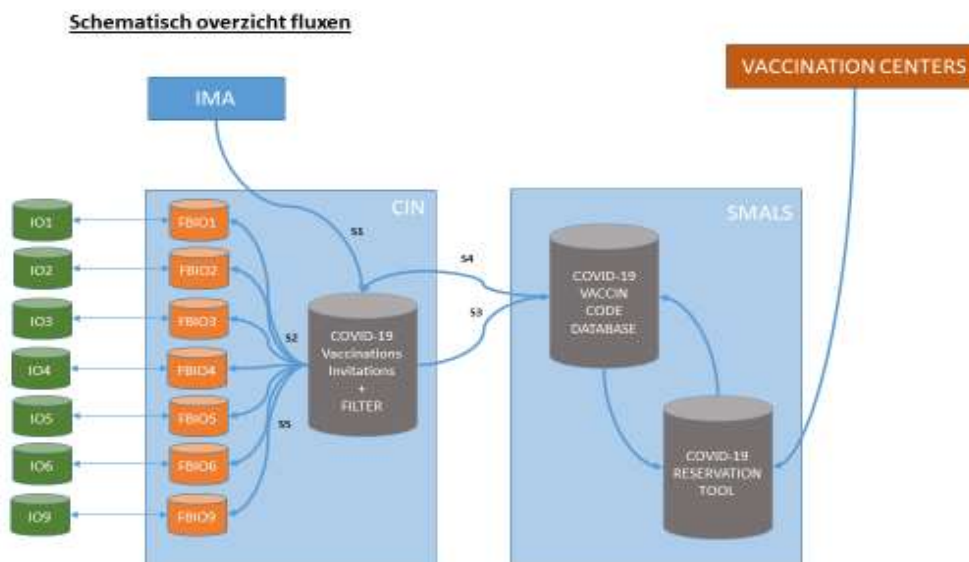 Schematisch overzicht fluxen
VACCINATION CENTERS
IMA
CIN
SMALS
S1
S4
S3
S2
S5
IO1
IO2
IO3
IO4
IO5
IO6
IO9
FBIO1
FBIO2
FBIO3
FBIO4
FBIO5
FBIO6
FBIO9
COVID-19
Vaccinations
Invitations
+
FILTER
COVID-19
VACCIN
CODE
DATABASE
COVID-19
RESERVATION
TOOL